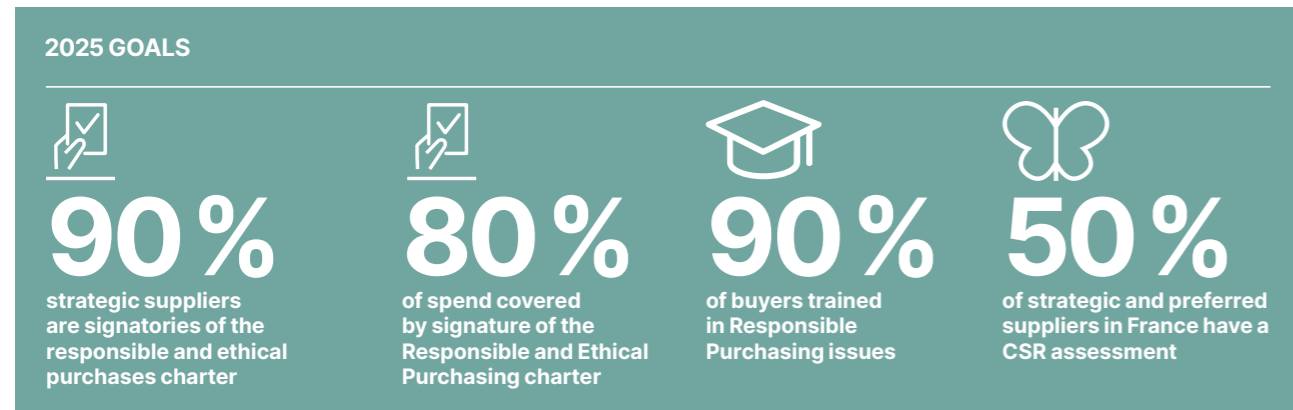 2025 GOALS
90 %
strategic suppliers
are signatories of the
responsible and ethical
purchases charter
80 %
of spend covered
by signature of the
Responsible and Ethical
Purchasing charter
90 %
of buyers trained
in Responsible
Purchasing issues
50 %
of strategic and preferred
suppliers in France have a
CSR assessment